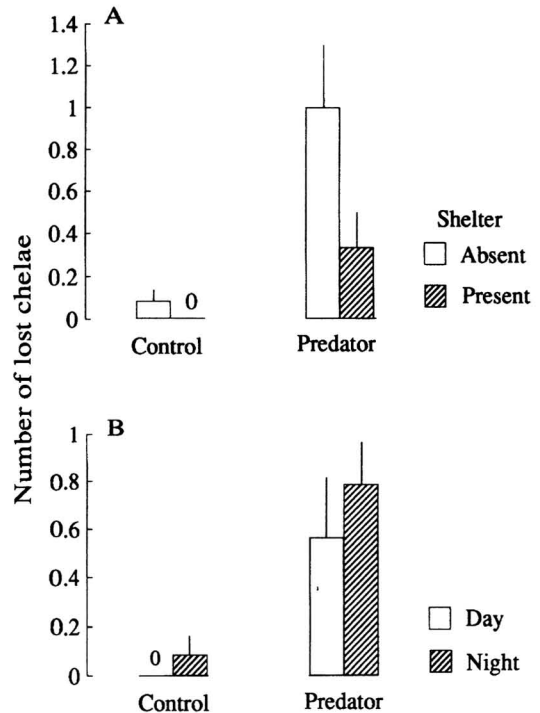 A
1.4
1.2
1
0.8
0.6
0.4
0.2
0
0
Control
Predator
Shelter
Absent
Present
Number of lost chelae
B
1
0.8
0.6
0.4
0.2
0
0
Control
Predator
Day
Night